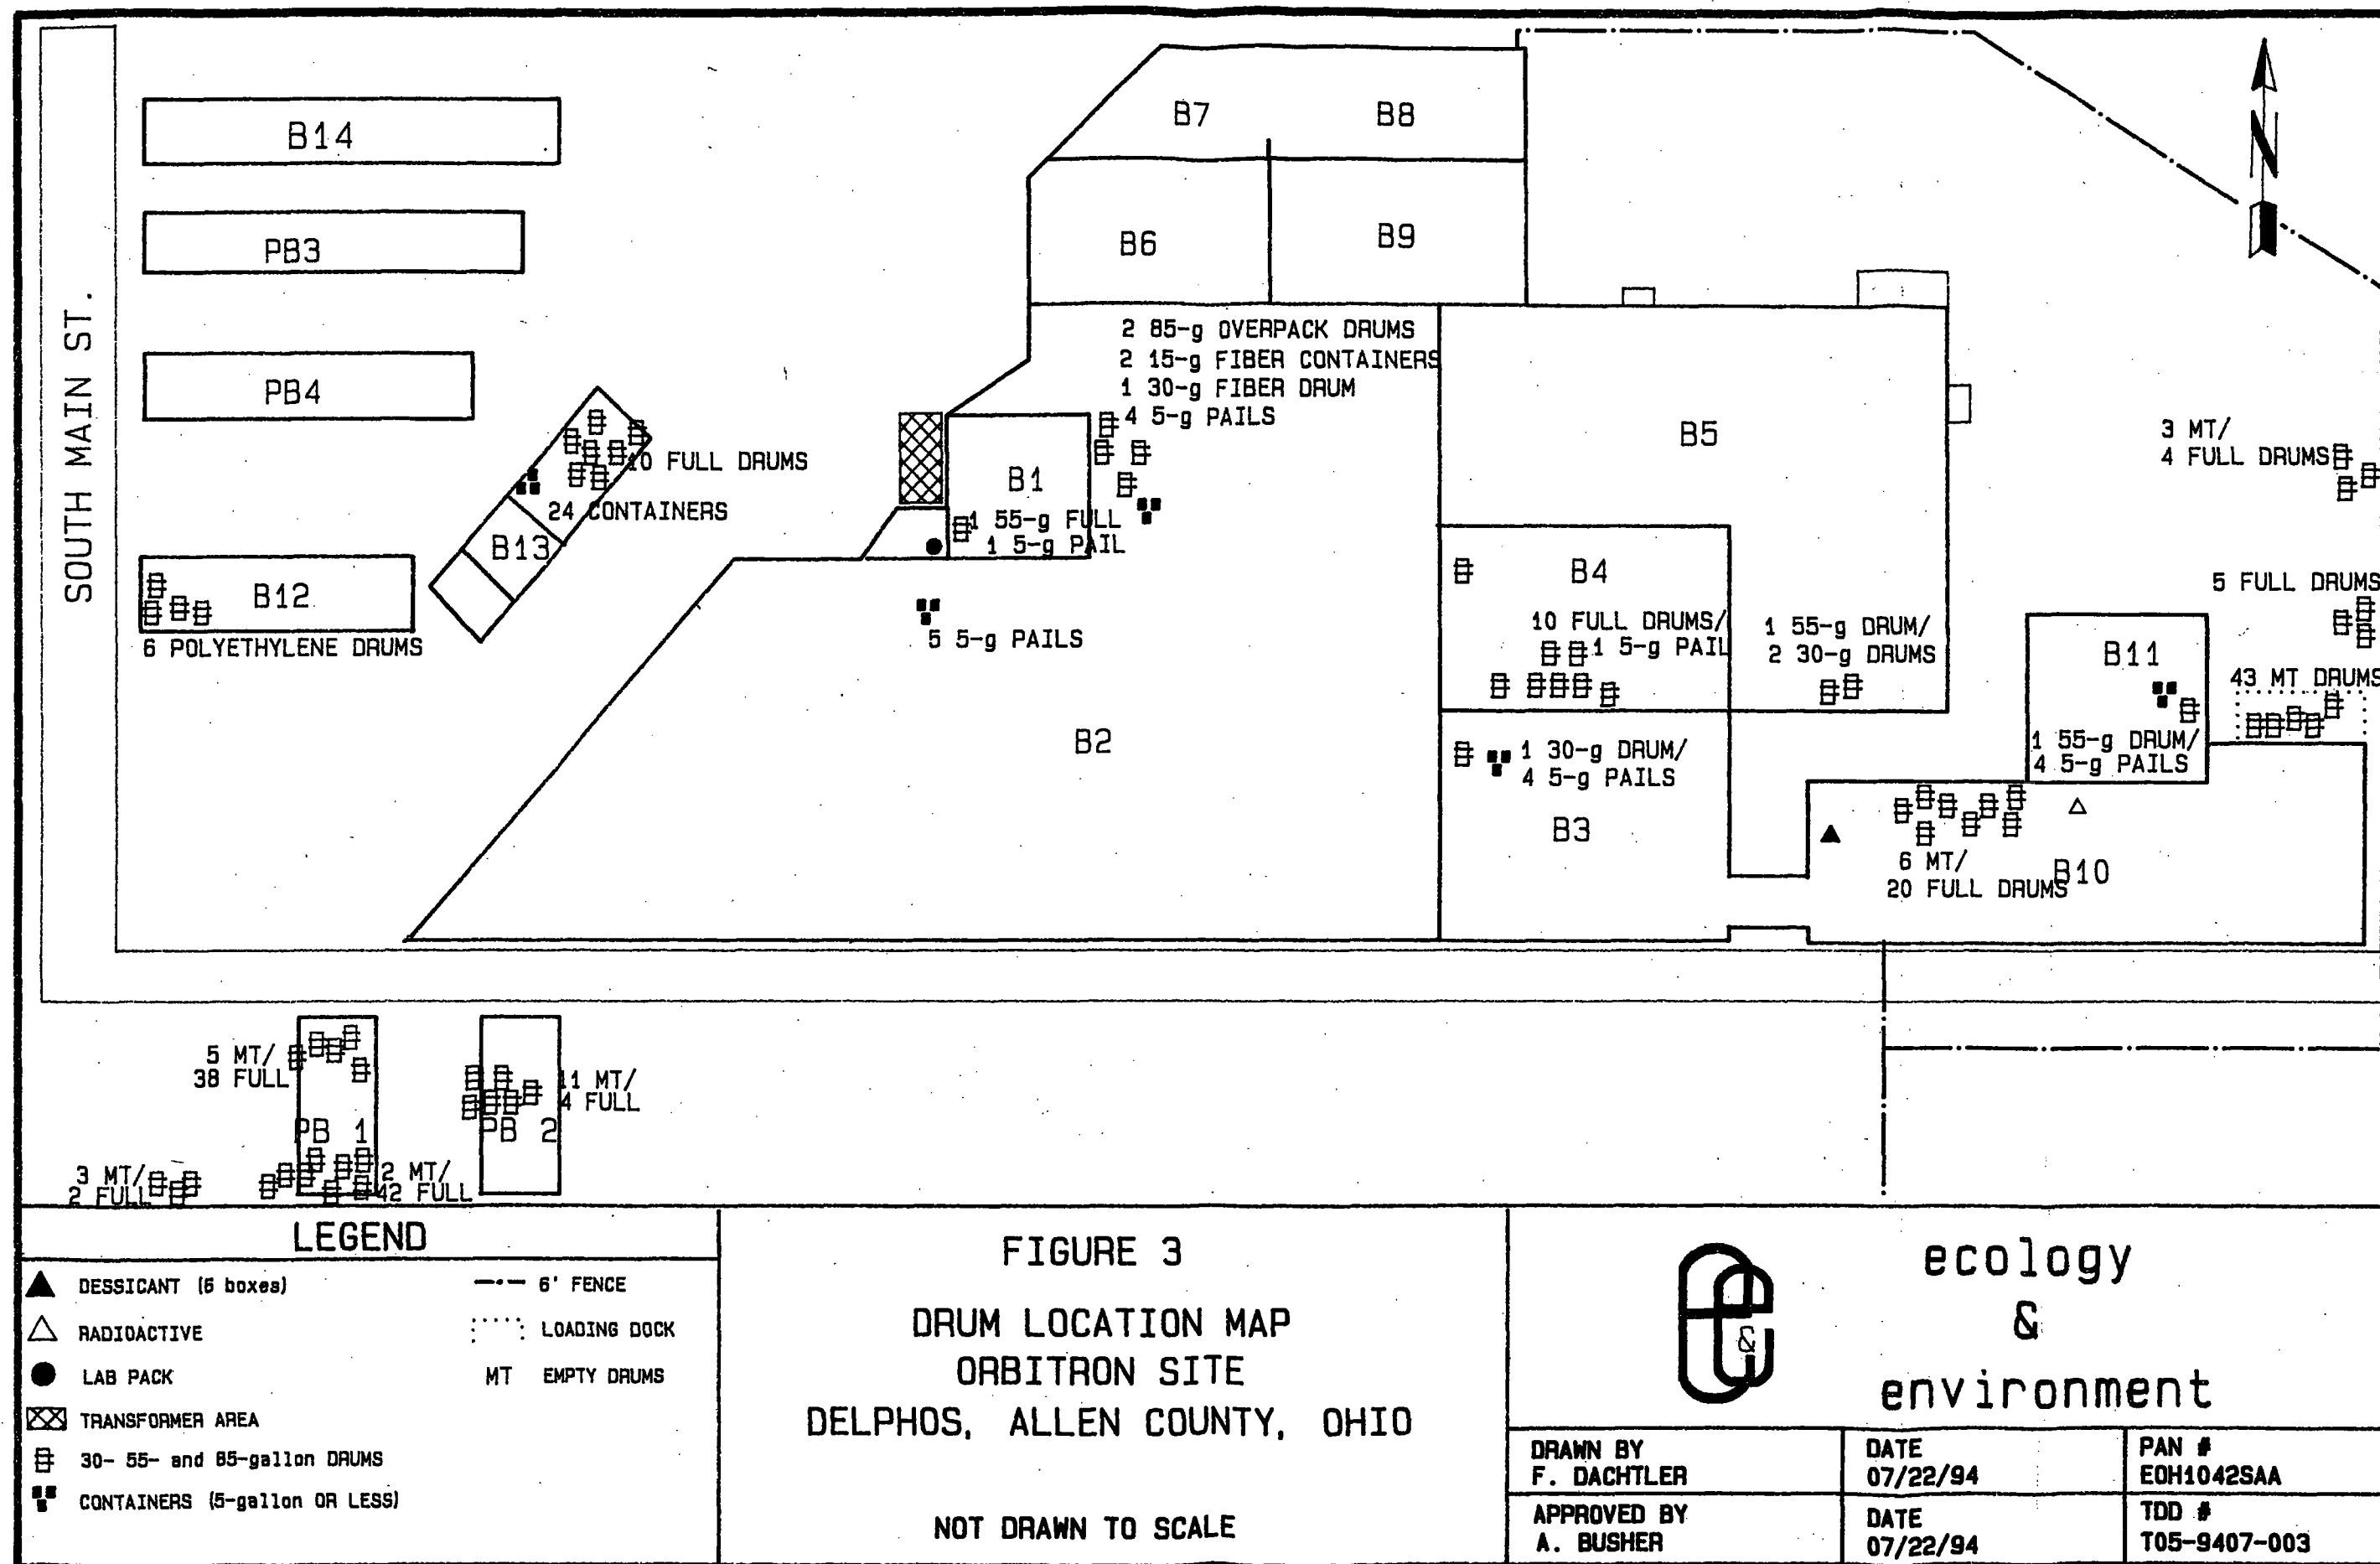 B14
B7
B8
PB3
B6
B9
SOUTH MAIN ST.
PB4
2 85-g OVERPACK DRUMS
2 15-g FIBER CONTAINERS
1 30-g FIBER DRUM
4 5-g PAILS
B5
3 MT/
4 FULL DRUMS
10 FULL DRUMS
24 CONTAINERS
B13
B1
1 55-g FULL
1 5-g PAIL
B12
6 POLYETHYLENE DRUMS
5 5-g PAILS
B4
10 FULL DRUMS/
1 5-g PAIL
1 55-g DRUM/
2 30-g DRUMS
5 FULL DRUMS
B11
43 MT DRUMS
1 55-g DRUM/
4 5-g PAILS
B2
1 30-g DRUM/
4 5-g PAILS
B3
6 MT/
20 FULL DRUMS
B10
N
5 MT/
38 FULL
PB 1
11 MT/
4 FULL
PB 2
3 MT/
2 FULL
2 MT/
42 FULL
LEGEND
DESSICANT (6 boxes)
RADIOACTIVE
LAB PACK
TRANSFORMER AREA
30- 55- and 85-gallon DRUMS
CONTAINERS (5-gallon OR LESS)
6' FENCE
LOADING DOCK
MT EMPTY DRUMS
FIGURE 3
DRUM LOCATION MAP
ORBITRON SITE
DELPHOS, ALLEN COUNTY, OHIO
NOT DRAWN TO SCALE
&
ecology
&
environment
DRAWN BY
F. DACHTLER
DATE
07/22/94
PAN #
EOH1042SAA
APPROVED BY
A. BUSHER
DATE
07/22/94
TDD #
T05-9407-003